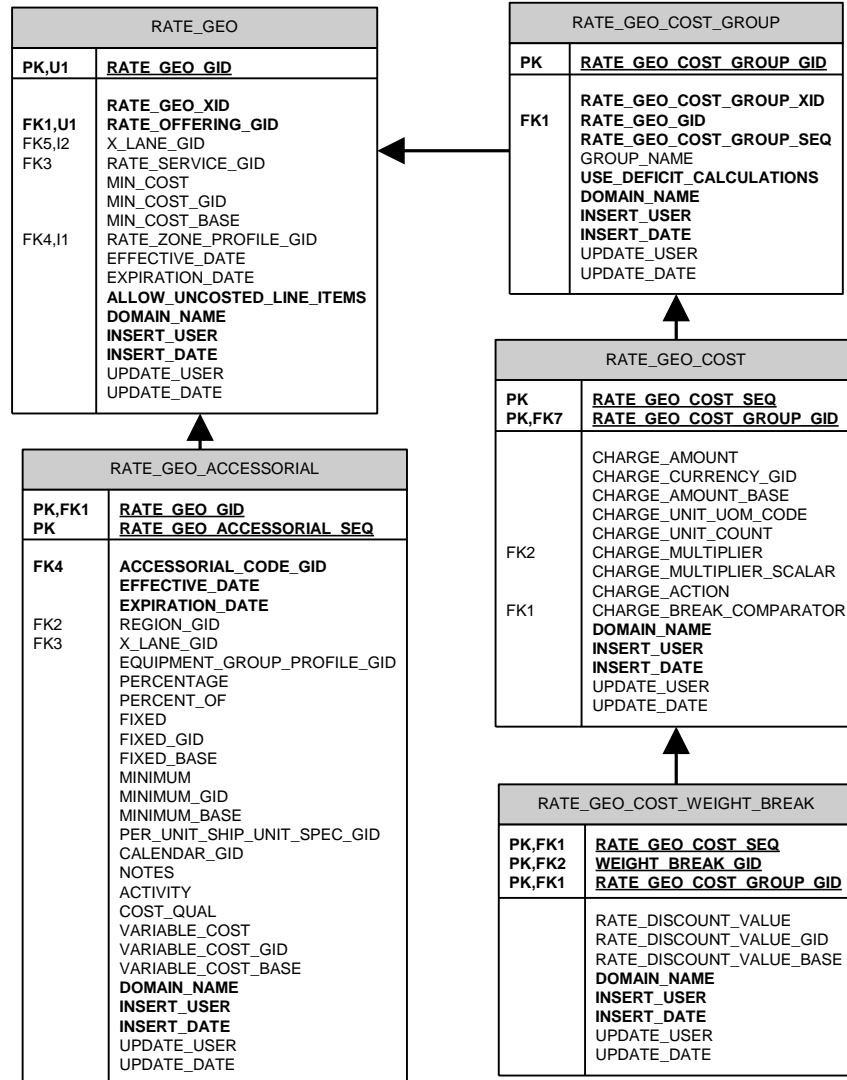 RATE_GEO
PK,U1 RATE_GEO_GID
RATE_GEO_XID
FK1,U1 RATE_OFFERING_GID
FK5,I2 X_LANE_GID
FK3 RATE_SERVICE_GID
MIN_COST
MIN_COST_GID
MIN_COST_BASE
FK4,I1 RATE_ZONE_PROFILE_GID
EFFECTIVE_DATE
EXPIRATION_DATE
ALLOW_UNCOSTED_LINE_ITEMS
DOMAIN_NAME
INSERT_USER
INSERT_DATE
UPDATE_USER
UPDATE_DATE
RATE_GEO_COST_GROUP
PK RATE_GEO_COST_GROUP_GID
RATE_GEO_COST_GROUP_XID
FK1 RATE_GEO_GID
RATE_GEO_COST_GROUP_SEQ
GROUP_NAME
USE_DEFICIT_CALCULATIONS
DOMAIN_NAME
INSERT_USER
INSERT_DATE
UPDATE_USER
UPDATE_DATE
RATE_GEO_ACCESSORIAL
PK,FK1 RATE_GEO_GID
PK RATE_GEO_ACCESSORIAL_SEQ
FK4 ACCESSORIAL_CODE_GID
EFFECTIVE_DATE
EXPIRATION_DATE
FK2 REGION_GID
FK3 X_LANE_GID
EQUIPMENT_GROUP_PROFILE_GID
PERCENTAGE
PERCENT_OF
FIXED
FIXED_GID
FIXED_BASE
MINIMUM
MINIMUM_GID
MINIMUM_BASE
PER_UNIT_SHIP_UNIT_SPEC_GID
CALENDAR_GID
NOTES
ACTIVITY
COST_QUAL
VARIABLE_COST
VARIABLE_COST_GID
VARIABLE_COST_BASE
DOMAIN_NAME
INSERT_USER
INSERT_DATE
UPDATE_USER
UPDATE_DATE
RATE_GEO_COST
PK RATE_GEO_COST_SEQ
PK,FK7 RATE_GEO_COST_GROUP_GID
CHARGE_AMOUNT
CHARGE_CURRENCY_GID
CHARGE_AMOUNT_BASE
CHARGE_UNIT_UOM_CODE
CHARGE_UNIT_COUNT
FK2 CHARGE_MULTIPLIER
CHARGE_MULTIPLIER_SCALAR
CHARGE_ACTION
FK1 CHARGE_BREAK_COMPARATOR
DOMAIN_NAME
INSERT_USER
INSERT_DATE
UPDATE_USER
UPDATE_DATE
RATE_GEO_COST_WEIGHT_BREAK
PK,FK1 RATE_GEO_COST_SEQ
PK,FK2 WEIGHT_BREAK_GID
PK,FK1 RATE_GEO_COST_GROUP_GID
RATE_DISCOUNT_VALUE
RATE_DISCOUNT_VALUE_GID
RATE_DISCOUNT_VALUE_BASE
DOMAIN_NAME
INSERT_USER
INSERT_DATE
UPDATE_USER
UPDATE_DATE